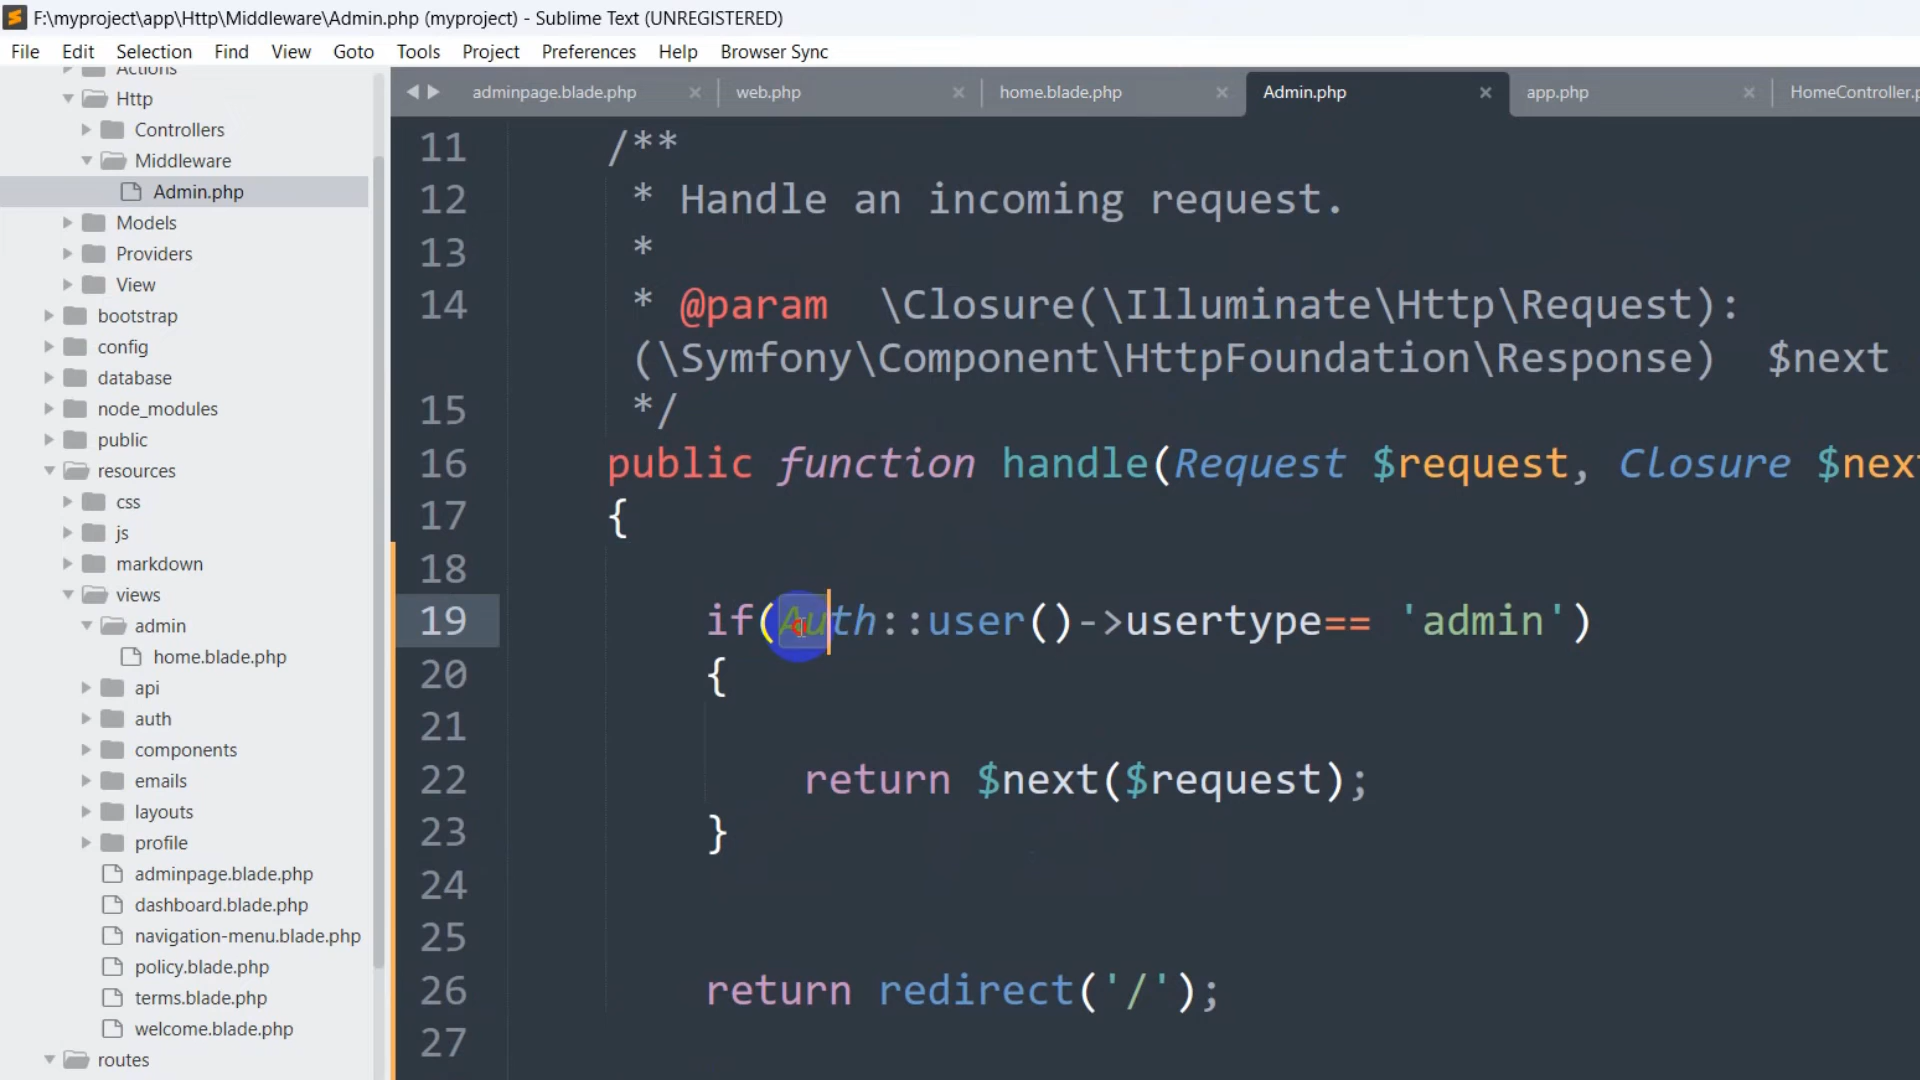 F:\myproject\app\Http\Middleware\Admin.php (myproject) - Sublime Text (UNREGISTERED)
File Edit Selection Find View Goto Tools Project Preferences Help Browser Sync
Actions
Http
Controllers
Middleware
Admin.php
Models
Providers
View
bootstrap
config
database
node_modules
public
resources
css
js
markdown
views
admin
home.blade.php
api
auth
components
emails
layouts
profile
adminpage.blade.php
dashboard.blade.php
navigation-menu.blade.php
policy.blade.php
terms.blade.php
welcome.blade.php
routes
adminpage.blade.php web.php home.blade.php Admin.php app.php HomeController.p
11 /**
12 * Handle an incoming request.
13 *
14 * @param \Closure(\Illuminate\Http\Request):
(\Symfony\Component\HttpFoundation\Response) $next
15 */
16 public function handle(Request $request, Closure $nex
17 {
18
19 if(Auth::user()->usertype== 'admin')
20 {
21
22 return $next($request);
23 }
24
25
26 return redirect('/');
27